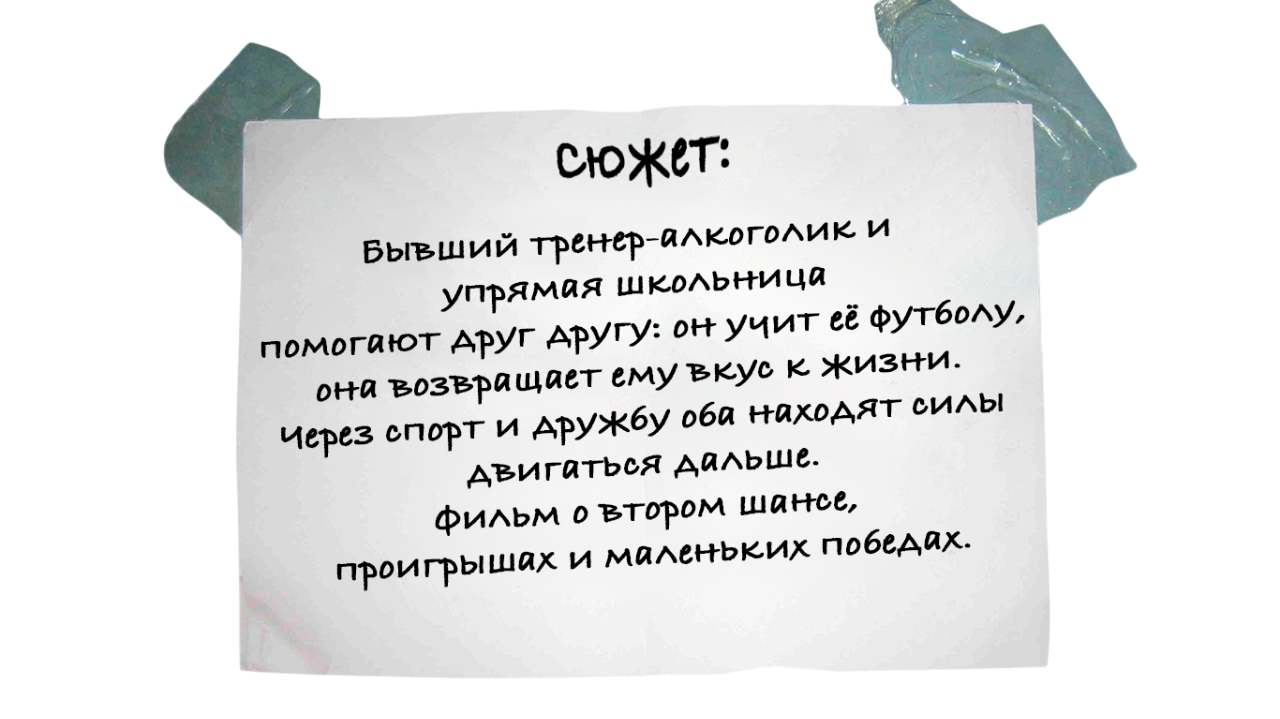 сюжет:
Бывший тренер-алкоголик и
упрямая школьница
помогают друг другу: он учит её футболу,
она возвращает ему вкус к жизни.
Через спорт и дружбу оба находят силы
двигаться дальше.
фильм о втором шансе,
проигрышах и маленьких победах.